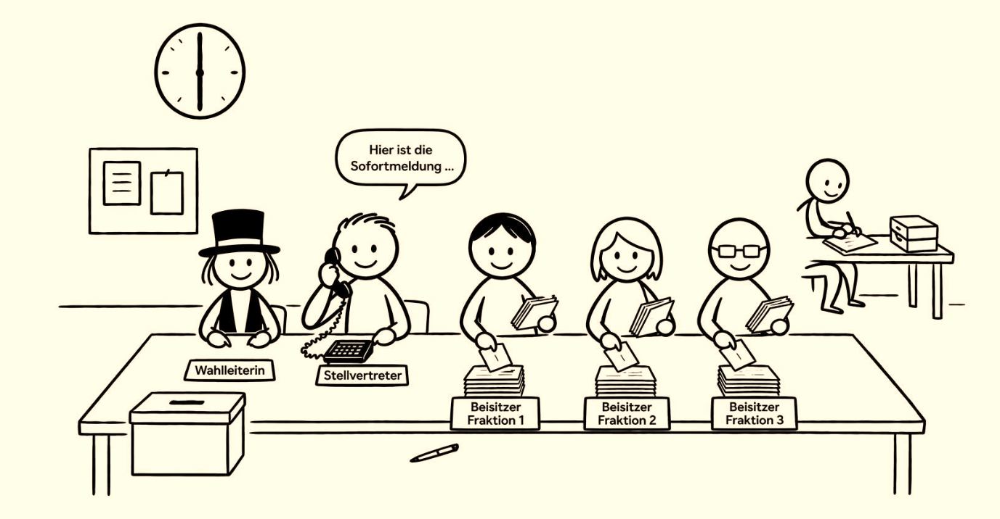 Hier ist die
Sofortmeldung ...
Wahlleiterin
Stellvertreter
Beisitzer
Fraktion 1
Beisitzer
Fraktion 2
Beisitzer
Fraktion 3